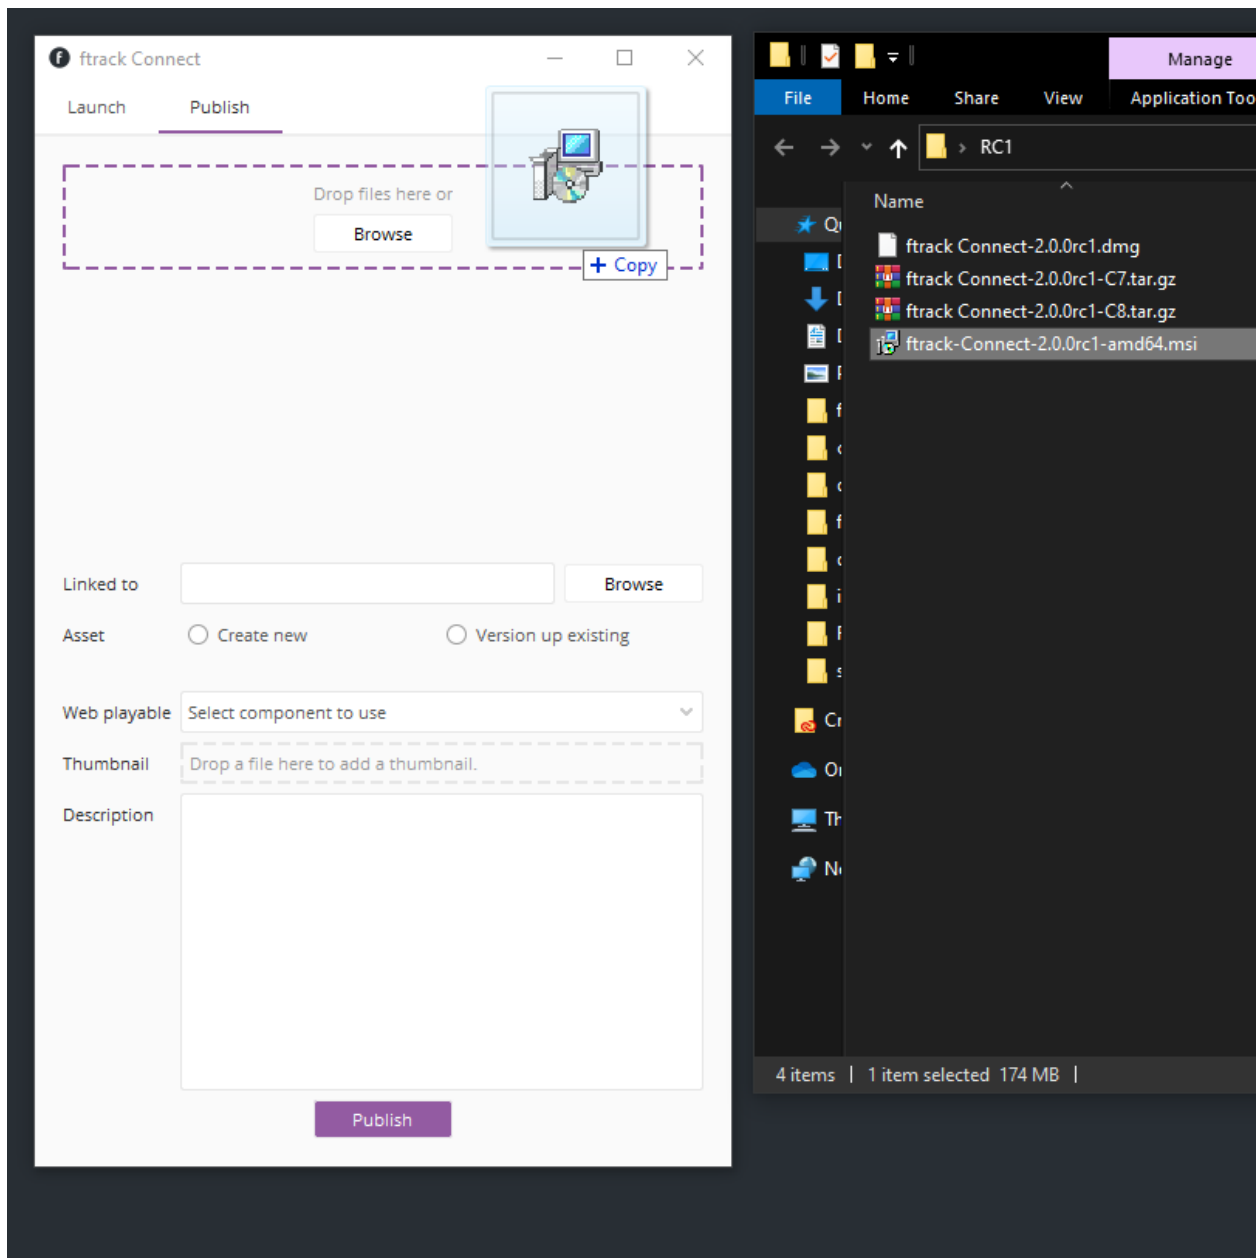 ftrack Connect
Launch Publish
Drop files here or
Browse
+ Copy
Linked to Browse
Asset Create new Version up existing
Web playable Select component to use
Thumbnail Drop a file here to add a thumbnail.
Description
Publish
Manage
File Home Share View Application Too
RC1
Name
ftrack Connect-2.0.0rc1.dmg
ftrack Connect-2.0.0rc1-C7.tar.gz
ftrack Connect-2.0.0rc1-C8.tar.gz
ftrack-Connect-2.0.0rc1-amd64.msi
4 items 1 item selected 174 MB